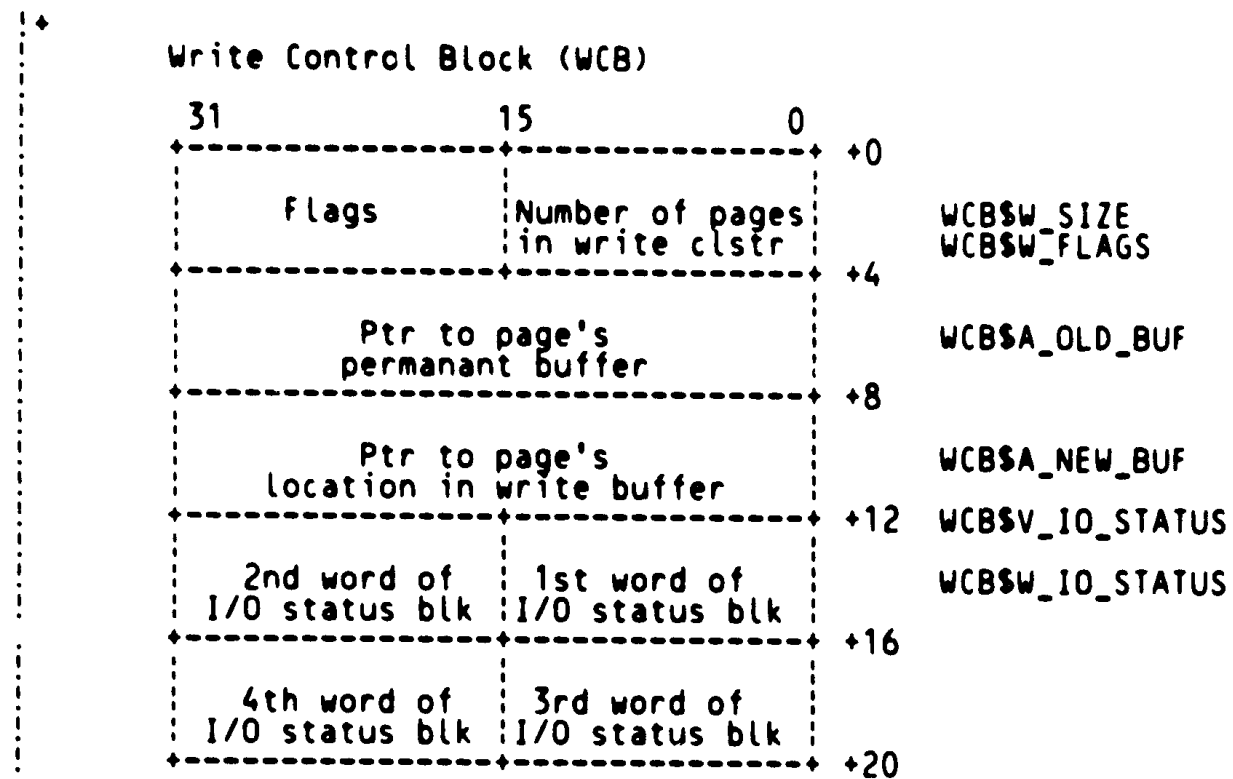 !+
Write Control Block (WCB)
31 15 0
+---------------+---------------+ +0
Flags Number of pages WCB$W_SIZE
in write clstr WCB$W_FLAGS
+---------------+---------------+ +4
Ptr to page's WCB$A_OLD_BUF
permanant buffer
+-------------------------------+ +8
Ptr to page's WCB$A_NEW_BUF
location in write buffer
+---------------+---------------+ +12 WCB$V_IO_STATUS
2nd word of 1st word of WCB$W_IO_STATUS
I/O status blk I/O status blk
+---------------+---------------+ +16
4th word of 3rd word of
I/O status blk I/O status blk
+---------------+---------------+ +20